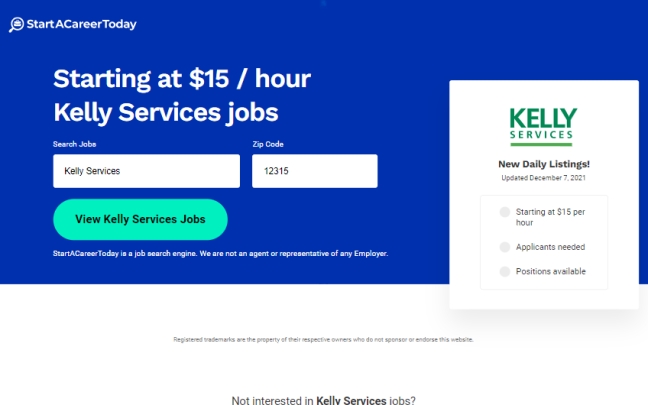 StartACareerToday
Starting at $15 / hour
Kelly Services jobs
Search Jobs
Zip Code
Kelly Services
12315
View Kelly Services Jobs
StartACareerToday is a job search engine. We are not an agent or representative of any Employer.
KELLY
SERVICES
New Daily Listings!
Updated December 7, 2021
Starting at $15 per
hour
Applicants needed
Positions available
Registered trademarks are the property of their respective owners who do not sponsor or endorse this website.
Not interested in Kelly Services jobs?